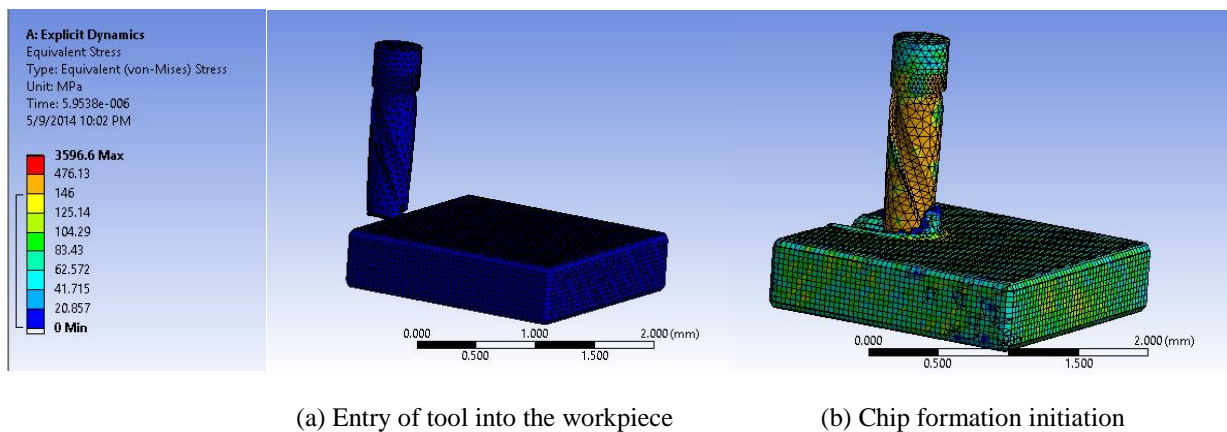 A: Explicit Dynamics
Equivalent Stress
Type: Equivalent (von-Mises) Stress
Unit: MPa
Time: 5.9538e-006
5/9/2014 10:02 PM
3596.6 Max
476.13
146
125.14
104.29
83.43
62.572
41.715
20.857
0 Min
0.000 1.000 2.000 (mm)
0.500 1.500
0.000 1.000 2.000 (mm)
0.500 1.500
(a) Entry of tool into the workpiece
(b) Chip formation initiation